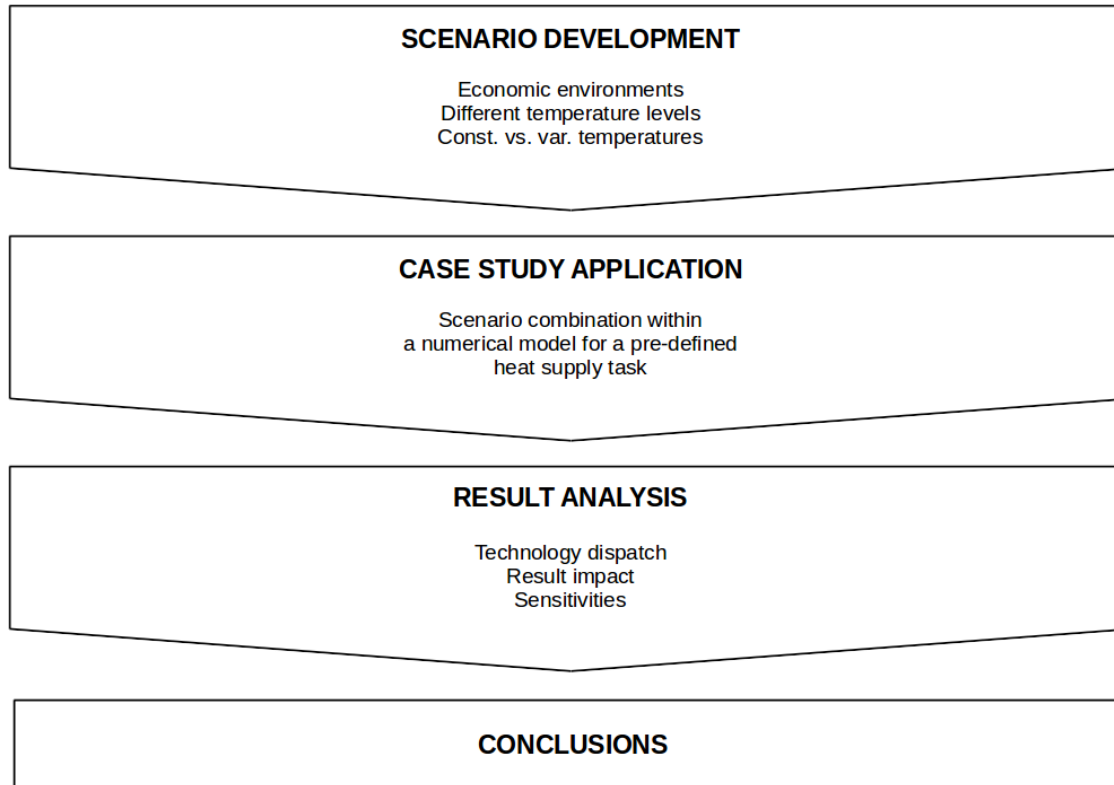 SCENARIO DEVELOPMENT
Economic environments
Different temperature levels
Const. vs. var. temperatures
CASE STUDY APPLICATION
Scenario combination within
a numerical model for a pre-defined
heat supply task
RESULT ANALYSIS
Technology dispatch
Result impact
Sensitivities
CONCLUSIONS